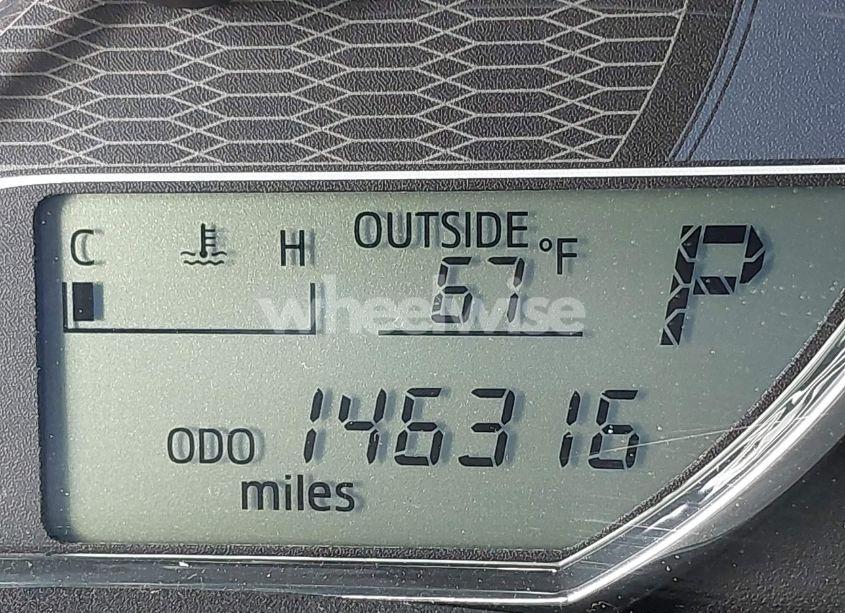 C H OUTSIDE °F P
67
wheelwise
ODO 146316
miles